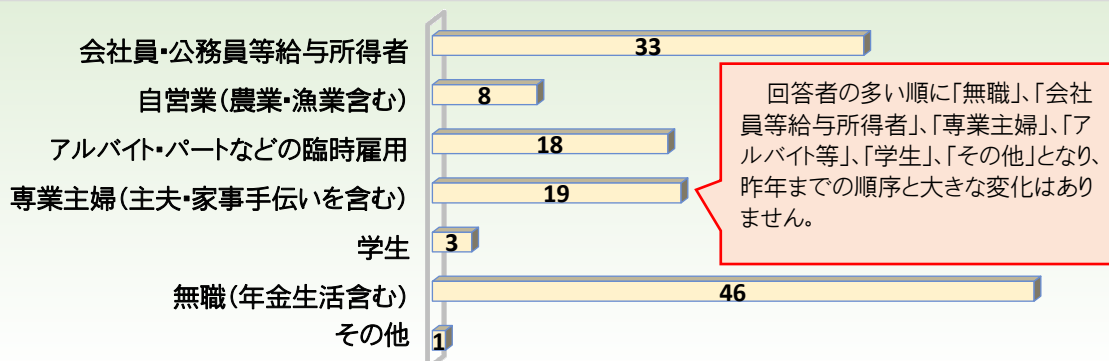 会社員・公務員等給与所得者 33
自営業(農業・漁業含む) 8
アルバイト・パートなどの臨時雇用 18
専業主婦(主夫・家事手伝いを含む) 19
学生 3
無職(年金生活含む) 46
その他 1
回答者の多い順に「無職」、「会社
員等給与所得者」、「専業主婦」、「ア
ルバイト等」、「学生」、「その他」となり、
昨年までの順序と大きな変化はあり
ません。